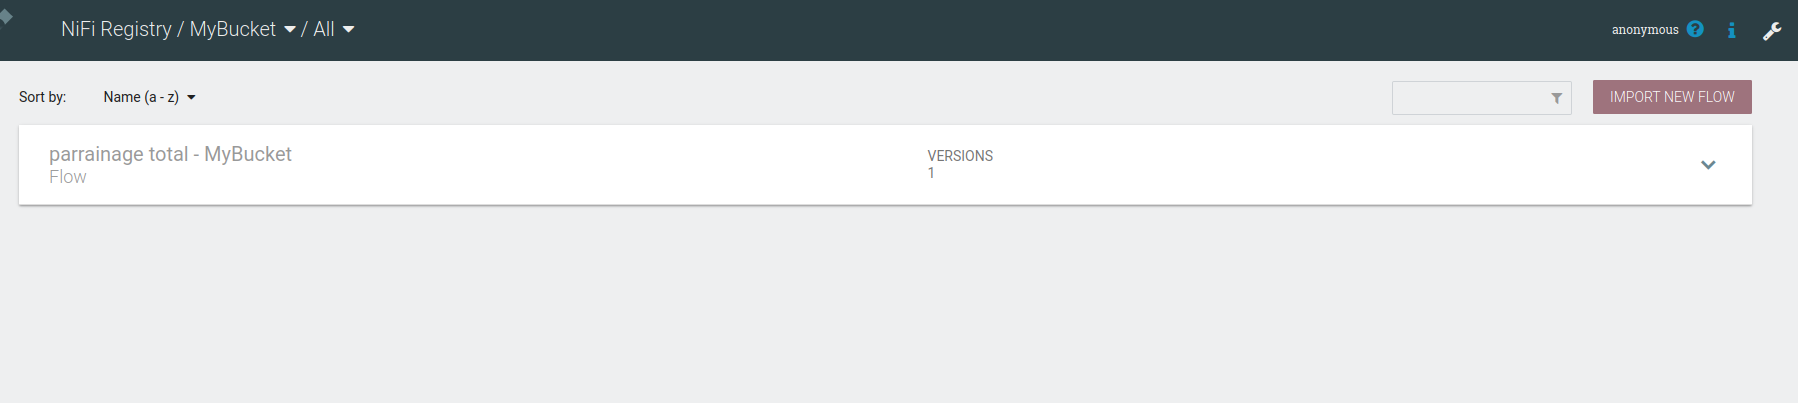 NiFi Registry / MyBucket / All
anonymous
Sort by: Name (a - z)
IMPORT NEW FLOW
parrainage total - MyBucket
Flow
VERSIONS
1